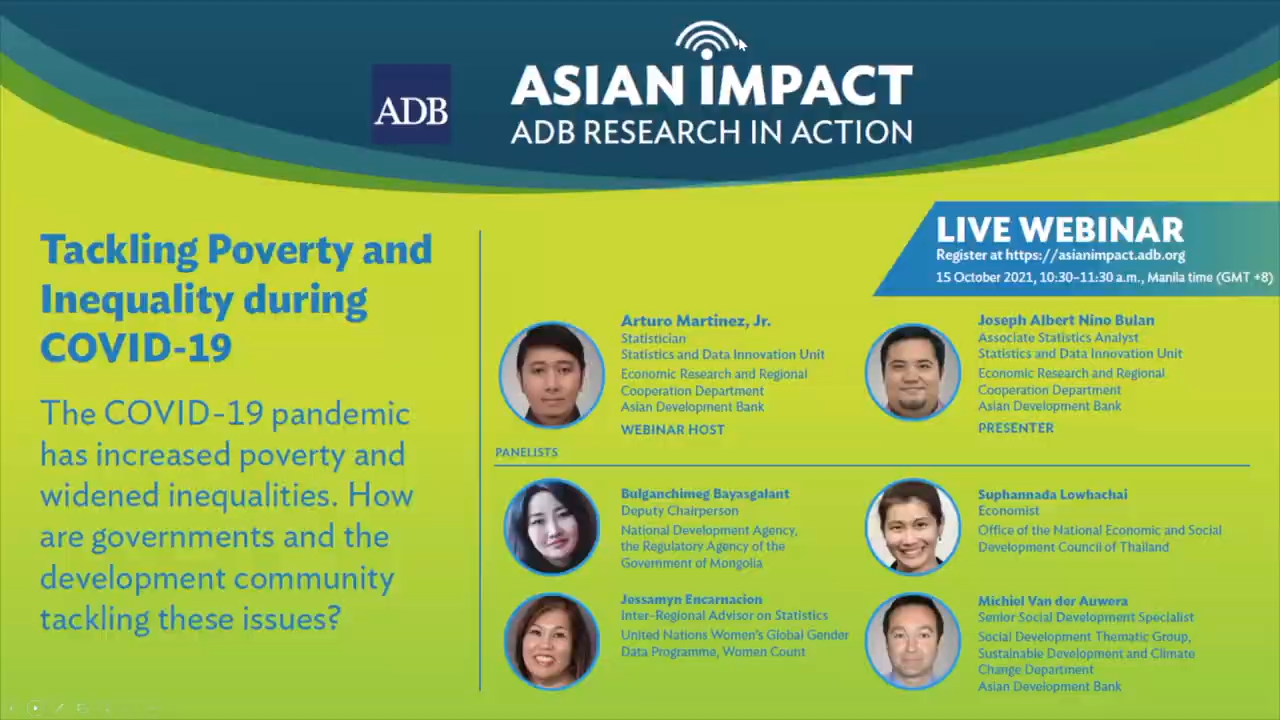 ADB
ASIAN IMPACT
ADB RESEARCH IN ACTION
Tackling Poverty and
Inequality during
COVID-19
The COVID-19 pandemic
has increased poverty and
widened inequalities. How
are governments and the
development community
tackling these issues?
LIVE WEBINAR
Register at https://asianimpact.adb.org
15 October 2021, 10:30–11:30 a.m., Manila time (GMT +8)
Arturo Martinez, Jr.
Statistician
Statistics and Data Innovation Unit
Economic Research and Regional
Cooperation Department
Asian Development Bank
WEBINAR HOST
Joseph Albert Nino Bulan
Associate Statistics Analyst
Statistics and Data Innovation Unit
Economic Research and Regional
Cooperation Department
Asian Development Bank
PRESENTER
PANELISTS
Bulganchimeg Bayasgalant
Deputy Chairperson
National Development Agency,
the Regulatory Agency of the
Government of Mongolia
Suphannada Lowhachai
Economist
Office of the National Economic and Social
Development Council of Thailand
Jessamyn Encarnacion
Inter-Regional Advisor on Statistics
United Nations Women's Global Gender
Data Programme, Women Count
Michiel Van der Auwera
Senior Social Development Specialist
Social Development Thematic Group,
Sustainable Development and Climate
Change Department
Asian Development Bank